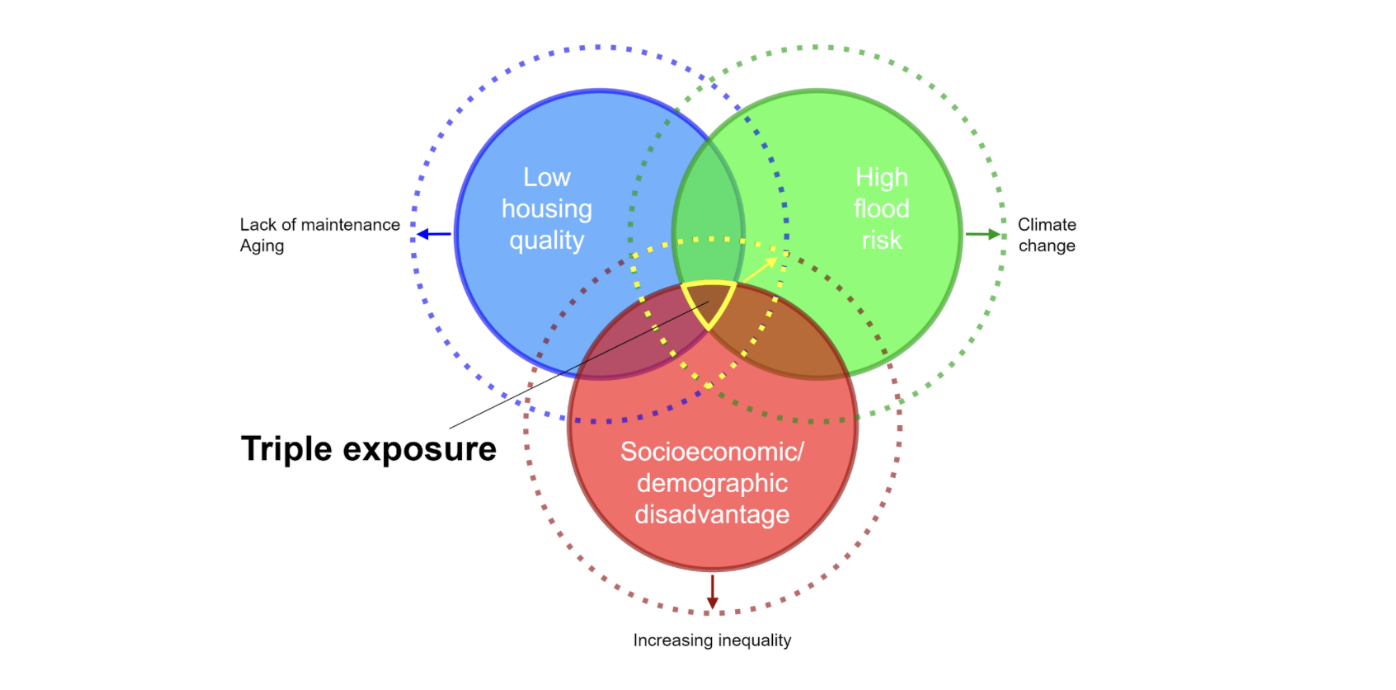 Low
housing
quality
High
flood
risk
Lack of maintenance
Aging
Climate
change
Triple exposure
Socioeconomic/
demographic
disadvantage
Increasing inequality